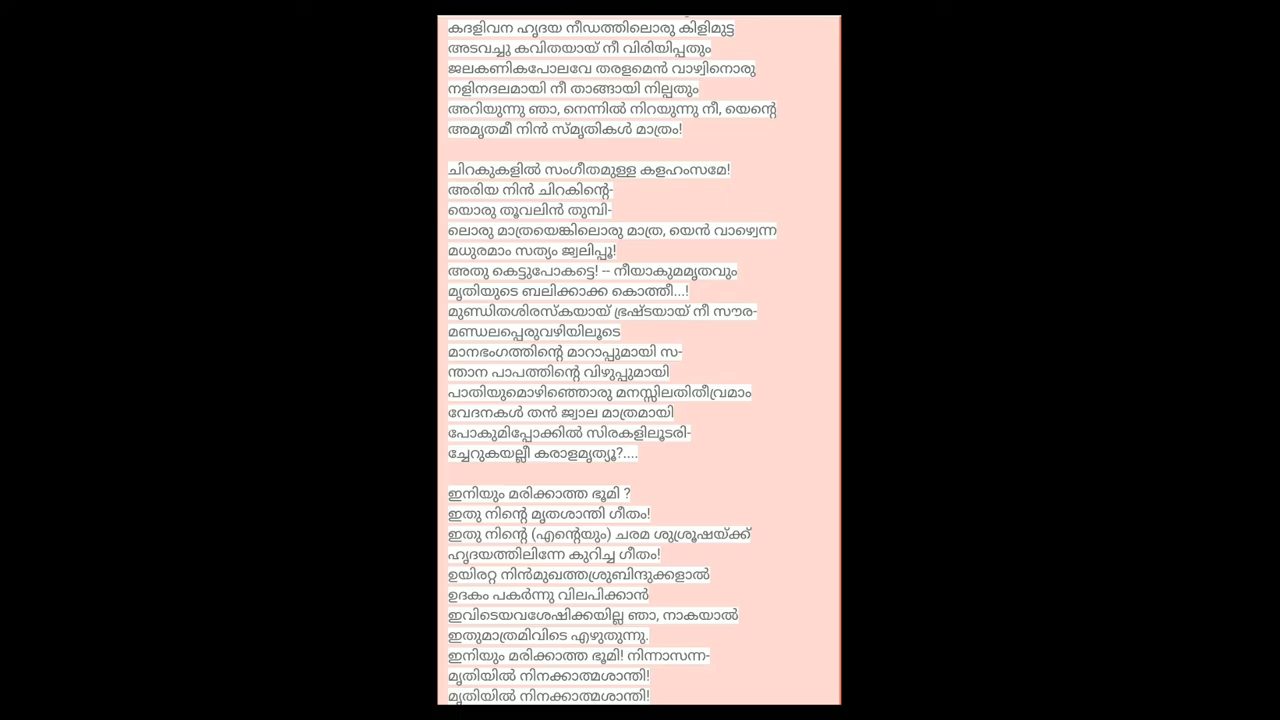 കദളിവന ഹൃദയ നീഡത്തിലൊരു കിളിമുട്ട
അടവച്ചു കവിതയായ് നീ വിരിയിപ്പതും
ജലകണികപോലവേ തരളമെൻ വാഴ്വിനൊരു
നളിനദലമായി നീ താങ്ങായി നില്പതും
അറിയുന്നു ഞാ, നെന്നിൽ നിറയുന്നു നീ, യെന്റെ
അമൃതമീ നിൻ സ്മൃതികൾ മാത്രം!
ചിറകുകളിൽ സംഗീതമുള്ള കളഹംസമേ!
അരിയ നിൻ ചിറകിന്റെ-
യൊരു തൂവലിൻ തുമ്പി-
ലൊരു മാത്രയെങ്കിലൊരു മാത്ര, യെൻ വാഴ്വെന്ന
മധുരമാം സത്യം ജ്വലിപ്പൂ!
അതു കെട്ടുപോകട്ടെ! -- നീയാകുമമൃതവും
മൃതിയുടെ ബലിക്കാക്ക കൊത്തീ...!
മുണ്ഡിതശിരസ്കയായ് ഭ്രഷ്ടയായ് നീ സൗര-
മണ്ഡലപ്പെരുവഴിയിലൂടെ
മാനഭംഗത്തിന്റെ മാറാപ്പുമായി സ-
ന്താന പാപത്തിന്റെ വിഴുപ്പുമായി
പാതിയുമൊഴിഞ്ഞൊരു മനസ്സിലതിതീവ്രമാം
വേദനകൾ തൻ ജ്വാല മാത്രമായി
പോകുമിപ്പോക്കിൽ സിരകളിലൂടരി-
ച്ചേറുകയല്ലീ കരാളമൃത്യൂ?....
ഇനിയും മരിക്കാത്ത ഭൂമി ?
ഇതു നിന്റെ മൃതശാന്തി ഗീതം!
ഇതു നിന്റെ (എന്റെയും) ചരമ ശുശ്രൂഷയ്ക്ക്
ഹൃദയത്തിലിന്നേ കുറിച്ച ഗീതം!
ഉയിരറ്റ നിൻമുഖത്തശ്രുബിന്ദുക്കളാൽ
ഉദകം പകർന്നു വിലപിക്കാൻ
ഇവിടെയവശേഷിക്കയില്ല ഞാ, നാകയാൽ
ഇതുമാത്രമിവിടെ എഴുതുന്നു.
ഇനിയും മരിക്കാത്ത ഭൂമി! നിന്നാസന്ന-
മൃതിയിൽ നിനക്കാത്മശാന്തി!
മൃതിയിൽ നിനക്കാത്മശാന്തി!